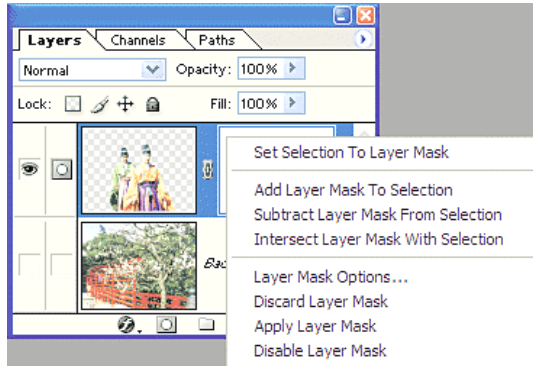 Layers Channels Paths
Normal Opacity: 100%
Lock: Fill: 100%
Set Selection To Layer Mask
Add Layer Mask To Selection
Subtract Layer Mask From Selection
Intersect Layer Mask With Selection
Bac
Layer Mask Options...
Discard Layer Mask
Apply Layer Mask
Disable Layer Mask